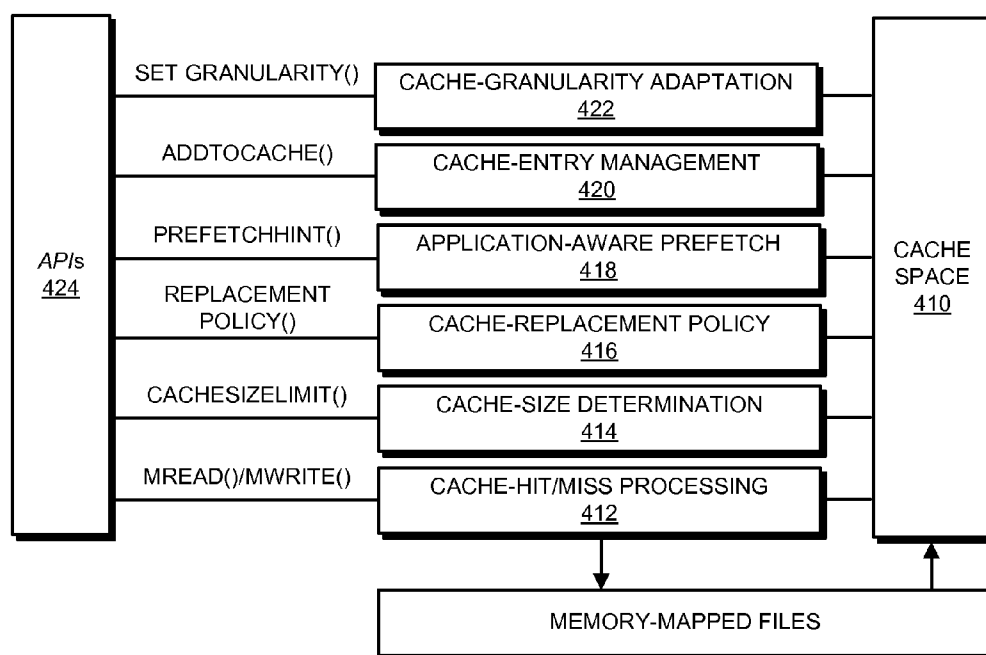 SET GRANULARITY()
CACHE-GRANULARITY ADAPTATION
422
ADDTOCACHE()
CACHE-ENTRY MANAGEMENT
420
PREFETCHHINT()
APPLICATION-AWARE PREFETCH
418
APIs
424
REPLACEMENT
POLICY()
CACHE-REPLACEMENT POLICY
416
CACHE
SPACE
410
CACHESIZELIMIT()
CACHE-SIZE DETERMINATION
414
MREAD()/MWRITE()
CACHE-HIT/MISS PROCESSING
412
MEMORY-MAPPED FILES